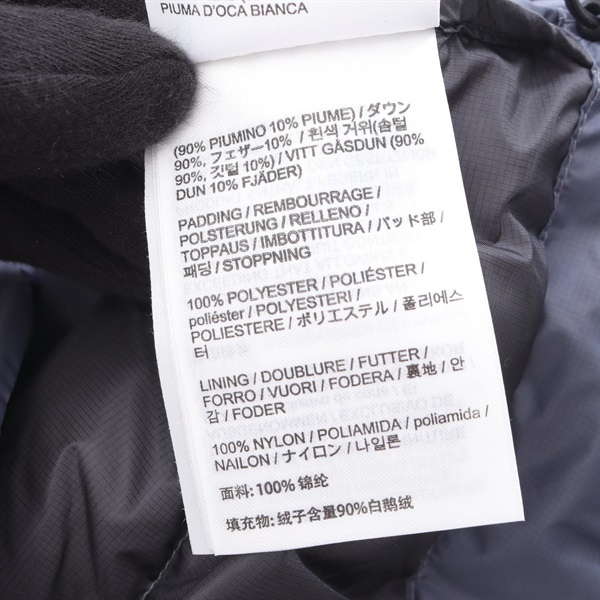 PIUMA D'OCA BIANCA
(90% PIUMINO 10% PIUME) / ダウン
90%, フェザー10% / 흰색 거위(솜털
90%, 깃털 10%) / VITT GÅSDUN (90%
DUN 10% FJÄDER)
PADDING / REMBOURRAGE /
POLSTERUNG / RELLENO /
TOPPAUS / IMBOTTITURA / パッド部 /
패딩 / STOPPNING
100% POLYESTER / POLIÉSTER /
poliéster / POLYESTERI /
POLIESTERE / ポリエステル / 폴리에스
터
LINING / DOUBLURE / FUTTER /
FORRO / VUORI / FODERA / 裏地 / 안
감 / FODER
100% NYLON / POLIAMIDA / poliamida /
NAILON / ナイロン / 나일론
面料: 100% 锦纶
填充物: 绒子含量90%白鹅绒